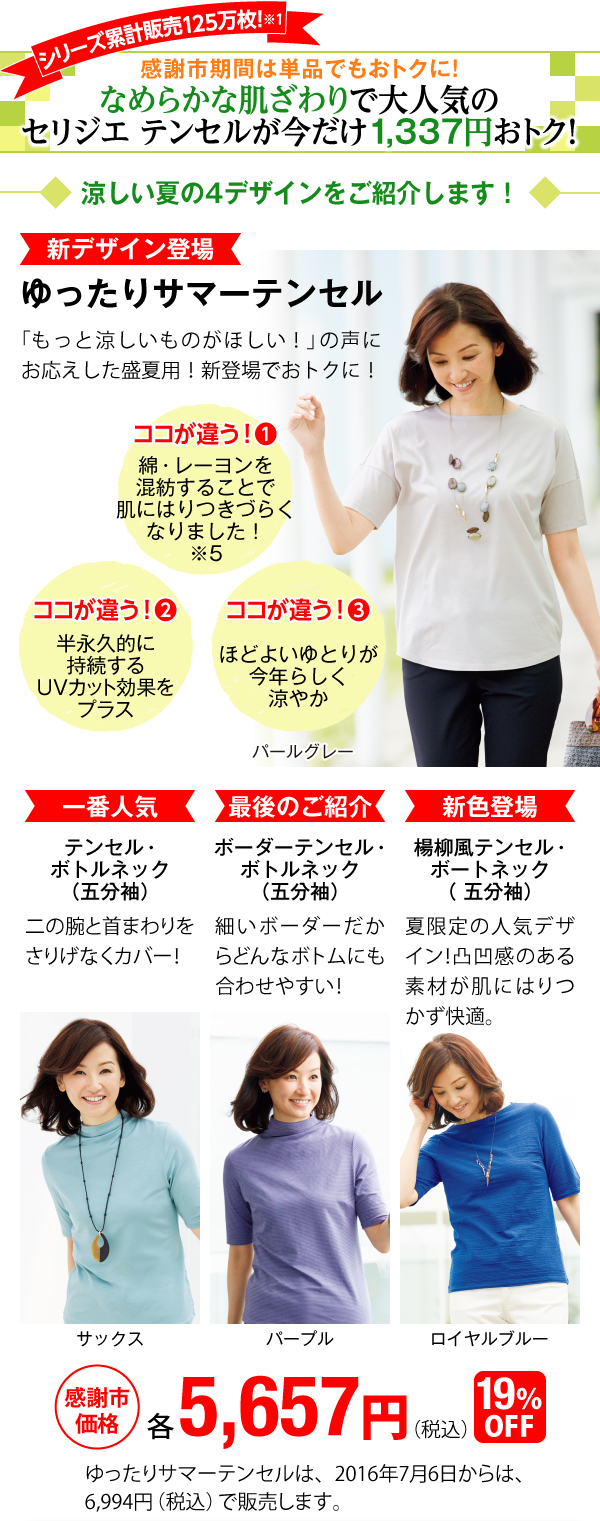 シリーズ累計販売125万枚!※1
感謝市期間は単品でもおトクに!
なめらかな肌ざわりで大人気の
セリジエ テンセルが今だけ1,337円おトク!
涼しい夏の4デザインをご紹介します！
新デザイン登場
ゆったりサマーテンセル
「もっと涼しいものがほしい！」の声に
お応えした盛夏用！新登場でおトクに！
ココが違う！❶
綿・レーヨンを
混紡することで
肌にはりつきづらく
なりました！
※5
ココが違う！❷
半永久的に
持続する
UVカット効果を
プラス
ココが違う！❸
ほどよいゆとりが
今年らしく
涼やか
パールグレー
一番人気
テンセル・
ボトルネック
（五分袖）
二の腕と首まわりを
さりげなくカバー!
最後のご紹介
ボーダーテンセル・
ボトルネック
（五分袖）
細いボーダーだか
らどんなボトムにも
合わせやすい!
新色登場
楊柳風テンセル・
ボートネック
（ 五分袖）
夏限定の人気デザ
イン!凸凹感のある
素材が肌にはりつ
かず快適。
サックス
パープル
ロイヤルブルー
感謝市
価格
各5,657円（税込）
19%
OFF
ゆったりサマーテンセルは、2016年7月6日からは、
6,994円（税込）で販売します。